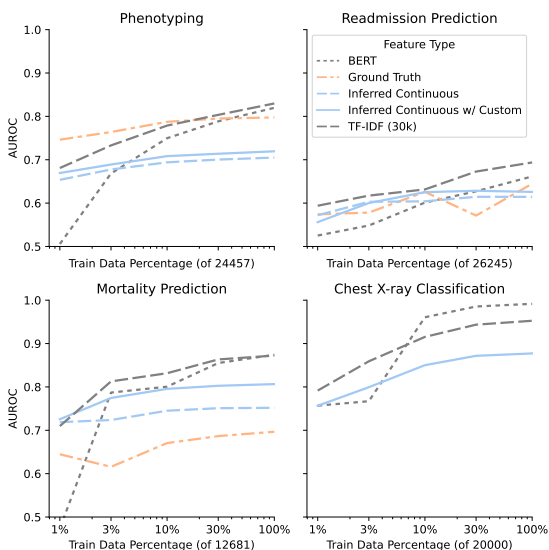 Phenotyping
1.0
0.9
0.8
0.7
0.6
0.5
AUROC
Train Data Percentage (of 24457)
Readmission Prediction
Feature Type
BERT
Ground Truth
Inferred Continuous
Inferred Continuous w/ Custom
TF-IDF (30k)
Train Data Percentage (of 26245)
Mortality Prediction
1.0
0.9
0.8
0.7
0.6
0.5
AUROC
1% 3% 10% 30% 100%
Train Data Percentage (of 12681)
Chest X-ray Classification
1% 3% 10% 30% 100%
Train Data Percentage (of 20000)